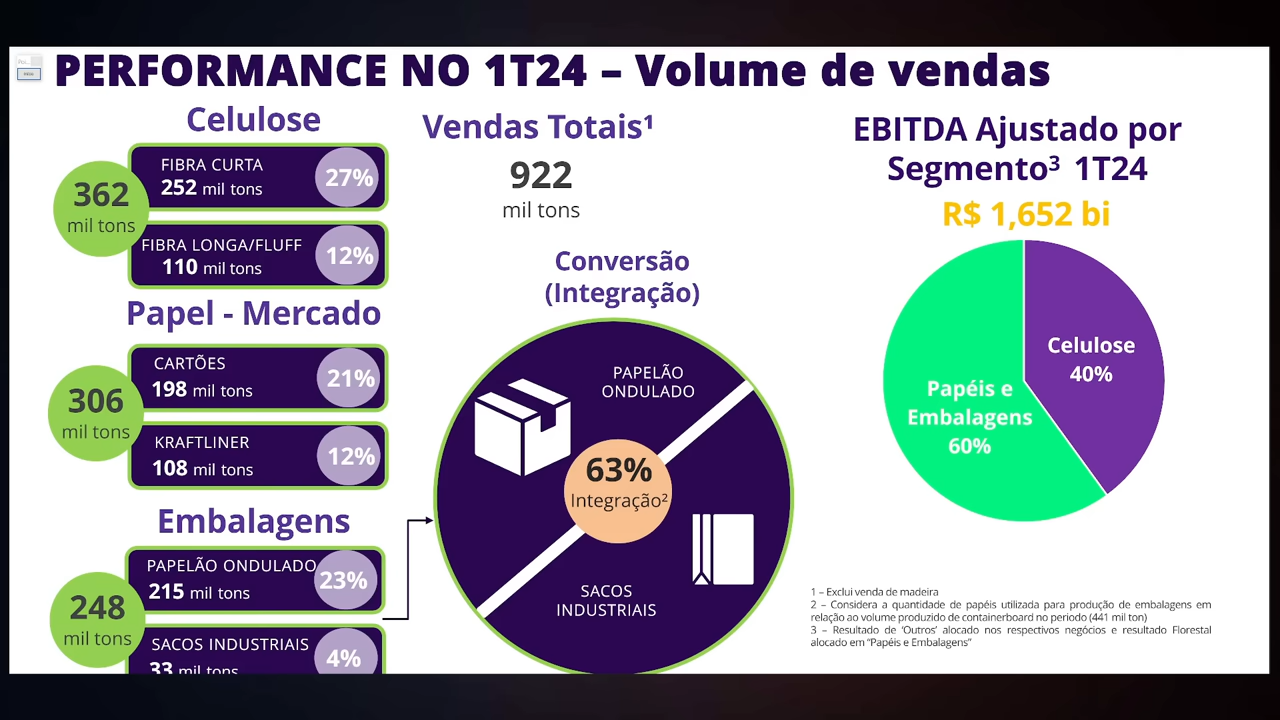 PERFORMANCE NO 1T24 – Volume de vendas
Celulose
362
mil tons
FIBRA CURTA
252 mil tons
27%
FIBRA LONGA/FLUFF
110 mil tons
12%
Papel - Mercado
306
mil tons
CARTÕES
198 mil tons
21%
KRAFTLINER
108 mil tons
12%
Embalagens
248
mil tons
PAPELÃO ONDULADO
215 mil tons
23%
SACOS INDUSTRIAIS
33 mil tons
4%
Vendas Totais¹
922
mil tons
Conversão
(Integração)
PAPELÃO
ONDULADO
63%
Integração²
SACOS
INDUSTRIAIS
EBITDA Ajustado por
Segmento³ 1T24
R$ 1,652 bi
Celulose
40%
Papéis e
Embalagens
60%
1 – Exclui venda de madeira
2 – Considera a quantidade de papéis utilizada para produção de embalagens em
relação ao volume produzido de containerboard no período (441 mil ton)
3 – Resultado de ‘Outros’ alocado nos respectivos negócios e resultado Florestal
alocado em “Papéis e Embalagens”